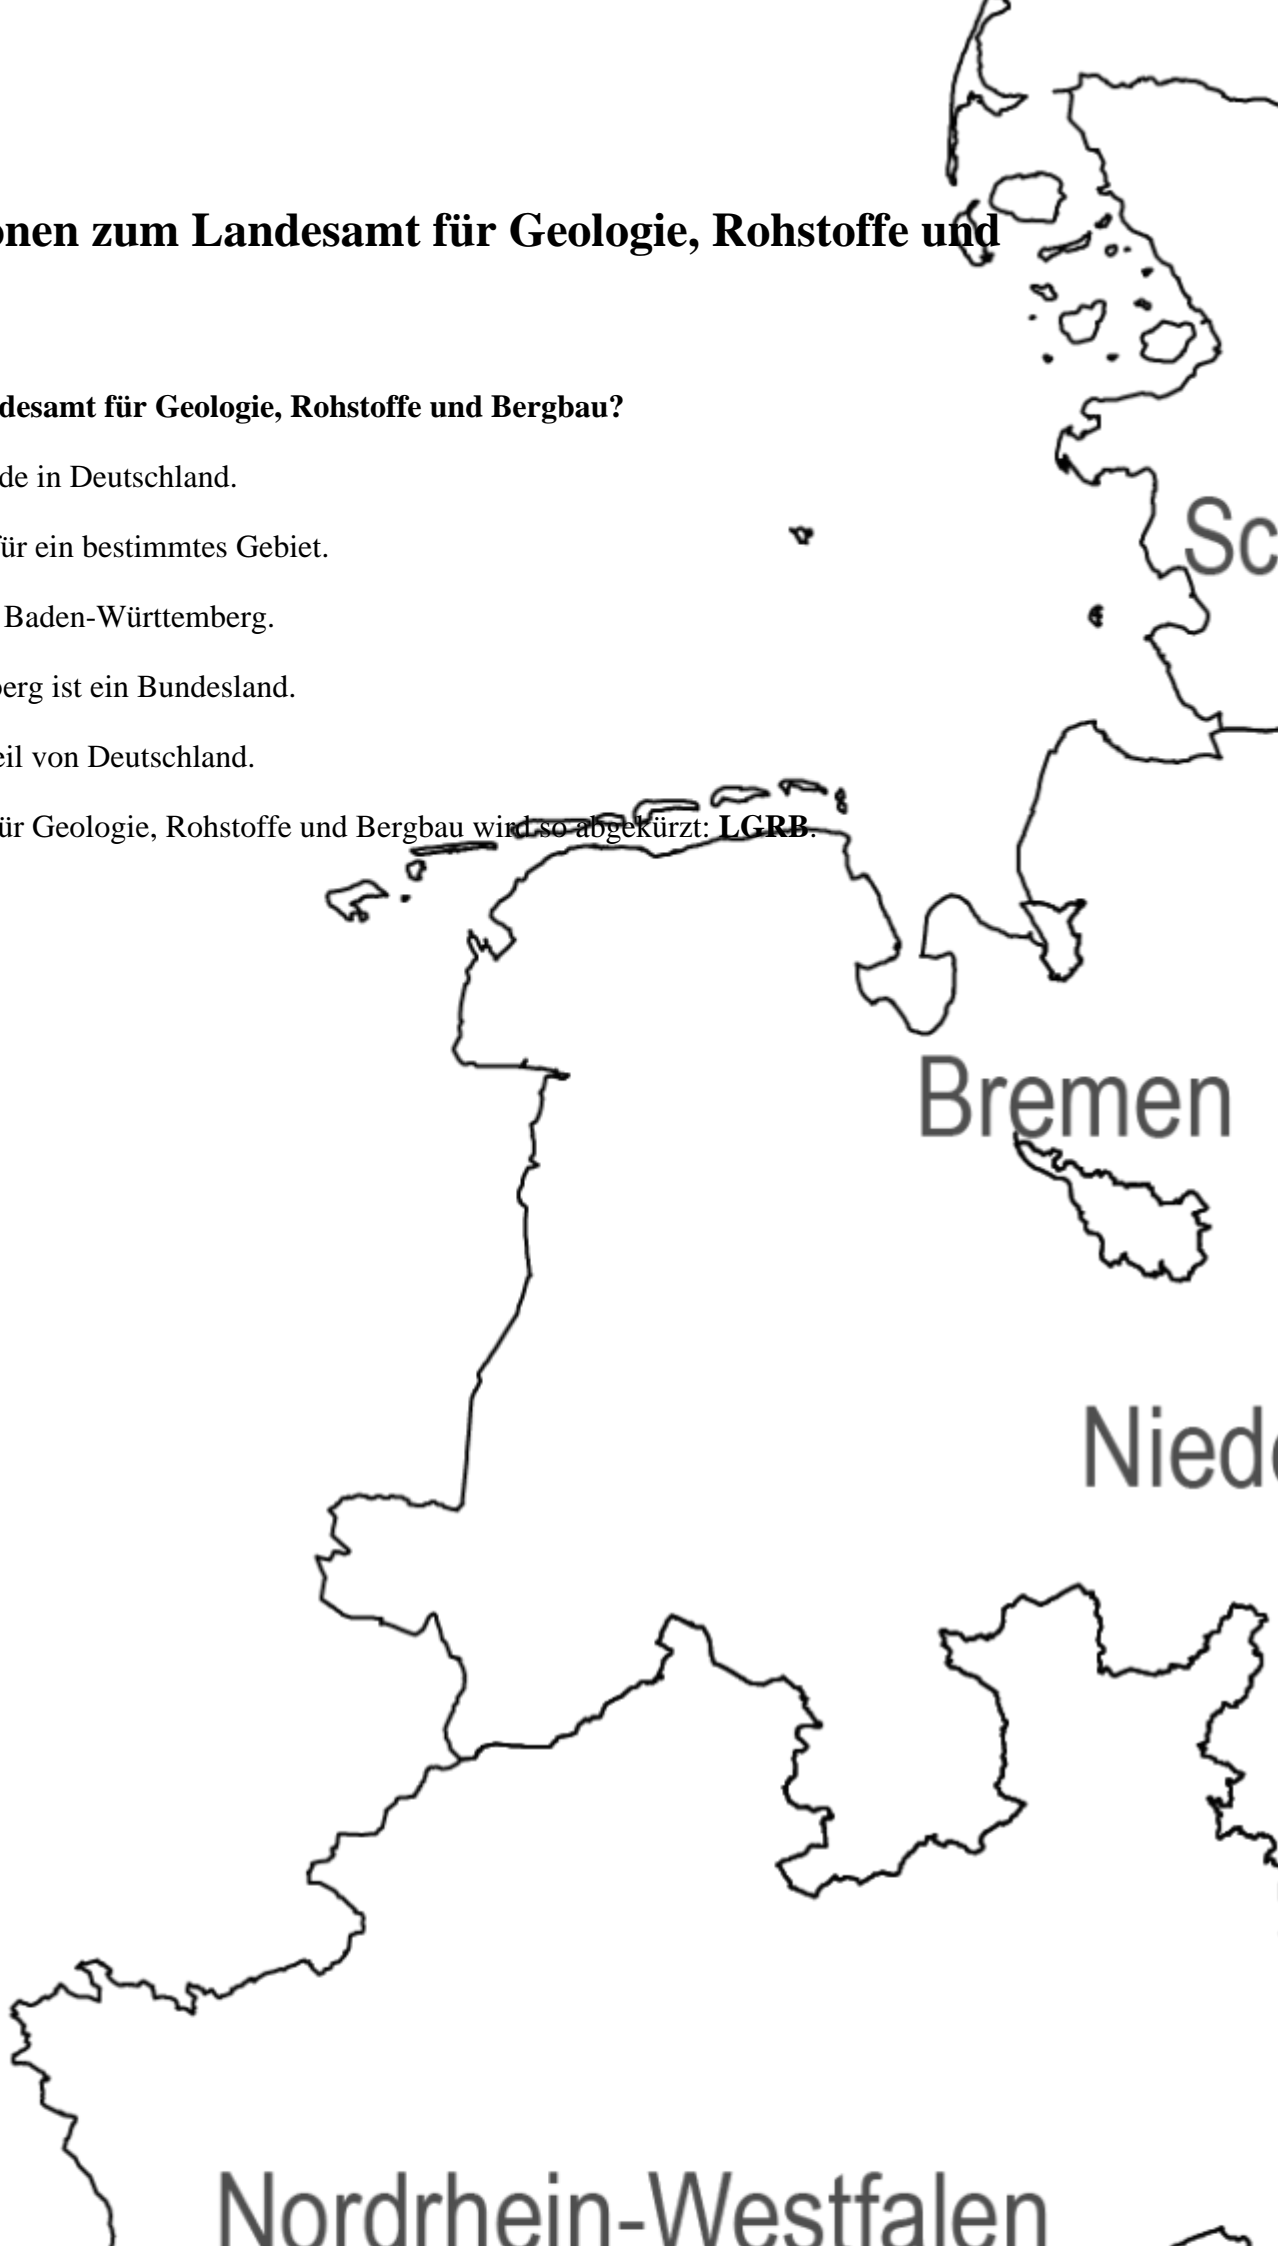 onen zum Landesamt für Geologie, Rohstoffe und
desamt für Geologie, Rohstoffe und Bergbau?
de in Deutschland.
für ein bestimmtes Gebiet.
Baden-Württemberg.
berg ist ein Bundesland.
eil von Deutschland.
ür Geologie, Rohstoffe und Bergbau wird so abgekürzt: LGRB.
Sc
Bremen
Niede
Nordrhein-Westfalen